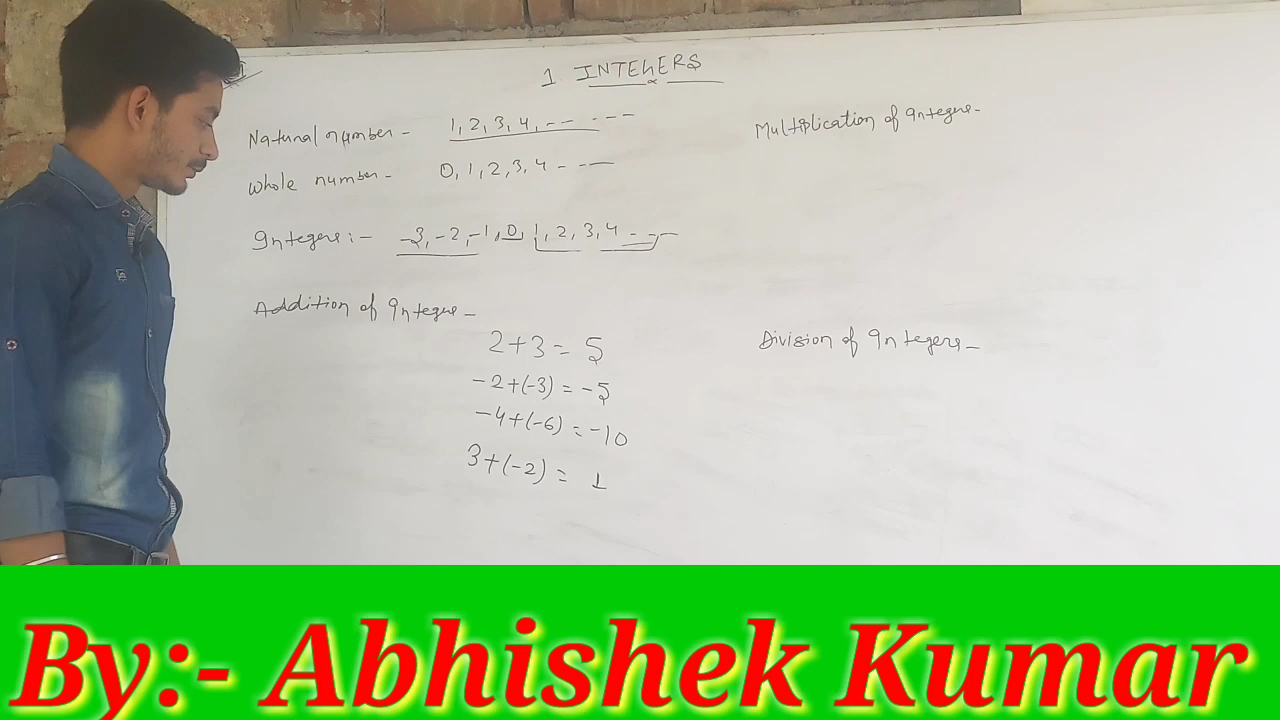 1 INTEGERS
Natural number - 1, 2, 3, 4, -- ---
Whole number - 0, 1, 2, 3, 4 - ---
Integers :- -3, -2, -1, 0, 1, 2, 3, 4 - - --
Addition of Integers -
2+3 = 5
-2+(-3) = -5
-4+(-6) = -10
3+(-2) = 1
Multiplication of Integers -
Division of Integers -
By:- Abhishek Kumar